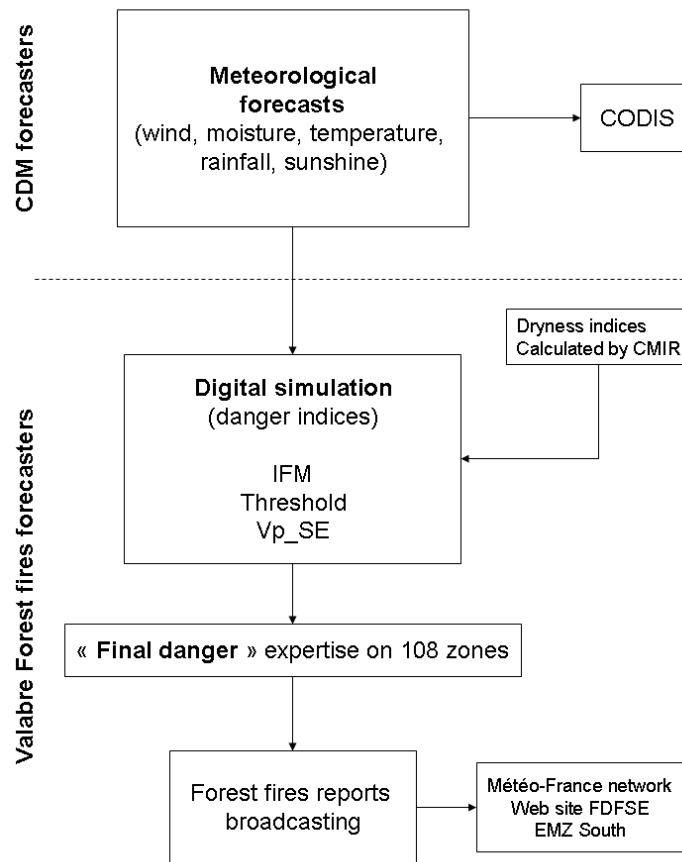 CDM forecasters
Meteorological
forecasts
(wind, moisture, temperature,
rainfall, sunshine)
CODIS
Valabre Forest fires forecasters
Dryness indices
Calculated by CMIR
Digital simulation
(danger indices)
IFM
Threshold
Vp_SE
« Final danger » expertise on 108 zones
Forest fires reports
broadcasting
Météo-France network
Web site FDFSE
EMZ South